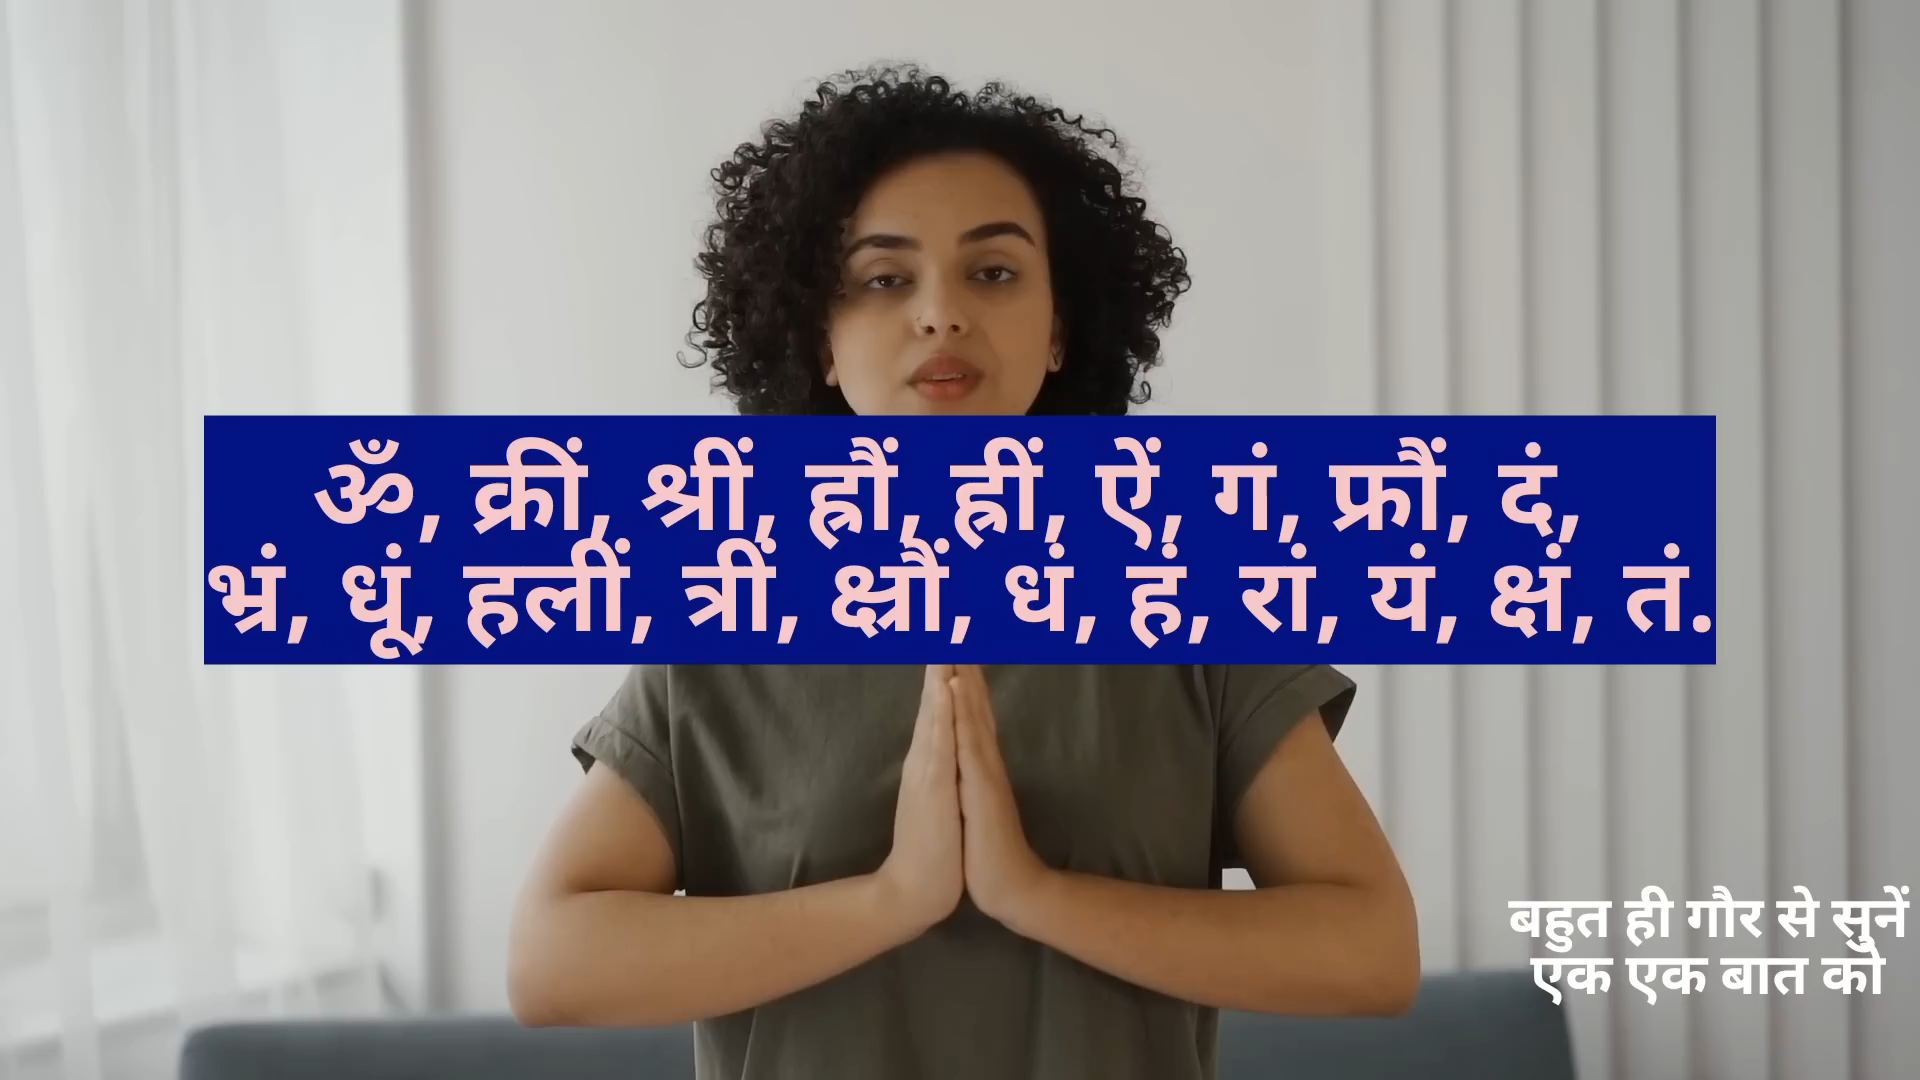 ॐ, क्रीं, श्रीं, ह्रौं, ह्रीं, ऐं, गं, फ्रौं, दं,
भ्रं, धूं, हलीं, त्रीं, क्ष्रौं, धं, हं, रां, यं, क्षं, तं.
बहुत ही गौर से सुनें
एक एक बात को